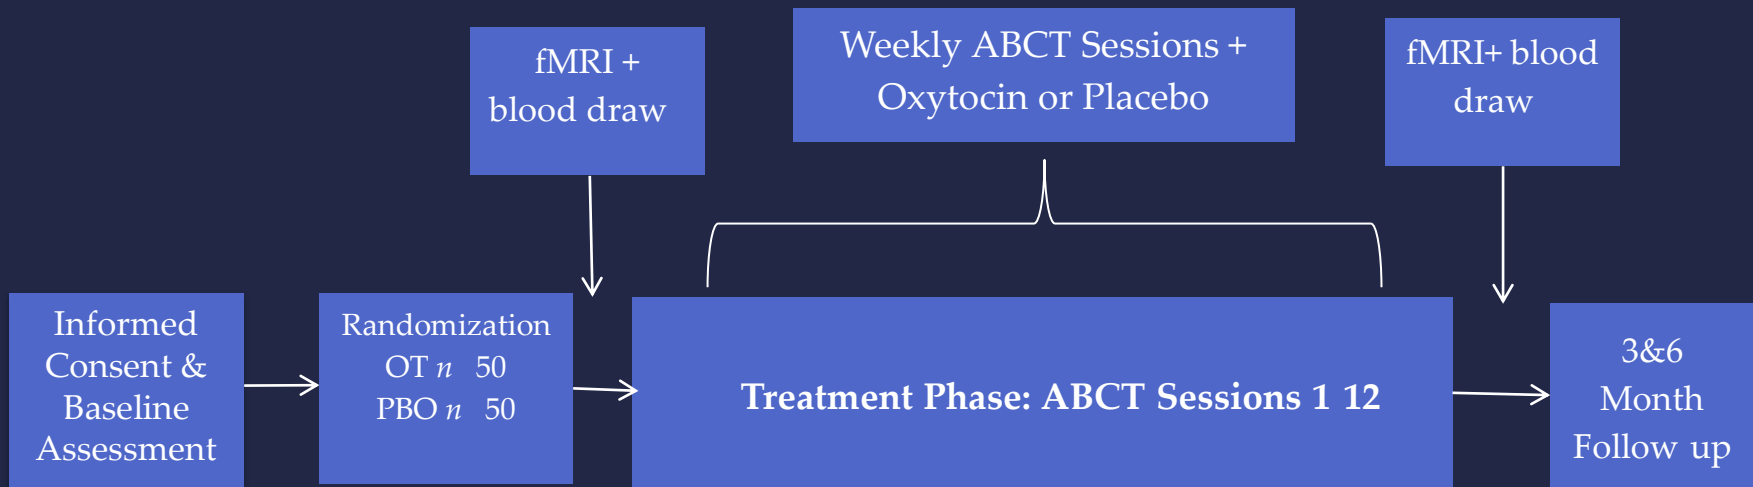 fMRI +
blood draw
Weekly ABCT Sessions +
Oxytocin or Placebo
fMRI+ blood
draw
Informed
Consent &
Baseline
Assessment
Randomization
OT n 50
PBO n 50
Treatment Phase: ABCT Sessions 1 12
3&6
Month
Follow up